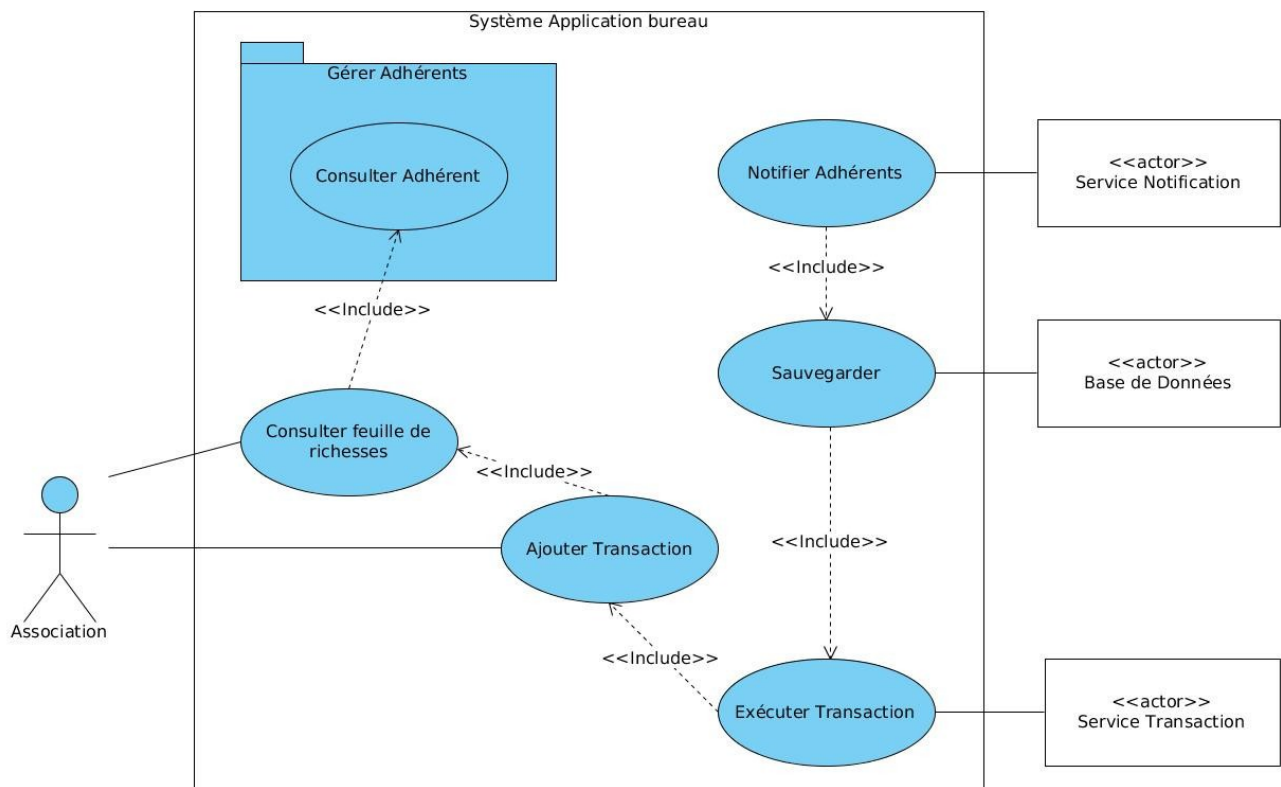 Système Application bureau
Gérer Adhérents
Consulter Adhérent
Notifier Adhérents
<<actor>>
Service Notification
<<Include>>
<<Include>>
Sauvegarder
<<actor>>
Base de Données
Consulter feuille de
richesses
<<Include>>
Ajouter Transaction
<<Include>>
Association
<<Include>>
Exécuter Transaction
<<actor>>
Service Transaction